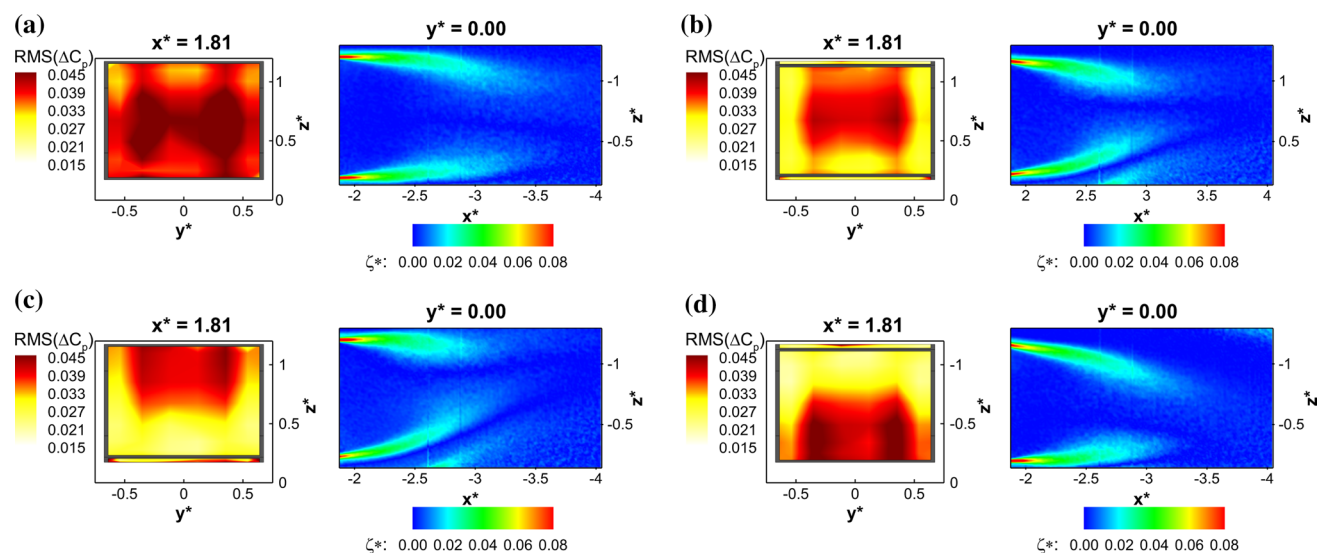 (a)
x* = 1.81
y* = 0.00
RMS(ΔCp)
0.045
0.039
0.033
0.027
0.021
0.015
1
0.5
0
z*
-0.5 0 0.5
y*
-1
-0.5
z*
-2 -2.5 -3 -3.5 -4
x*
ζ*: 0.00 0.02 0.04 0.06 0.08
(b)
x* = 1.81
y* = 0.00
RMS(ΔCp)
0.045
0.039
0.033
0.027
0.021
0.015
1
0.5
0
z*
-0.5 0 0.5
y*
-1
-0.5
z*
2 -2.5 3 3.5 4
x*
ζ*: 0.00 0.02 0.04 0.06 0.08
(c)
x* = 1.81
y* = 0.00
RMS(ΔCp)
0.045
0.039
0.033
0.027
0.021
0.015
1
0.5
0
z*
-0.5 0 0.5
y*
-1
-0.5
z*
2 -2.5 -3 -3.5 -4
x*
ζ*: 0.00 0.02 0.04 0.06 0.08
(d)
x* = 1.81
y* = 0.00
RMS(ΔCp)
0.045
0.039
0.033
0.027
0.021
0.015
-1
-0.5
0
z*
-0.5 0 0.5
y*
-1
-0.5
z*
2 -2.5 3 -3.5 -4
x*
ζ*: 0.00 0.02 0.04 0.06 0.08